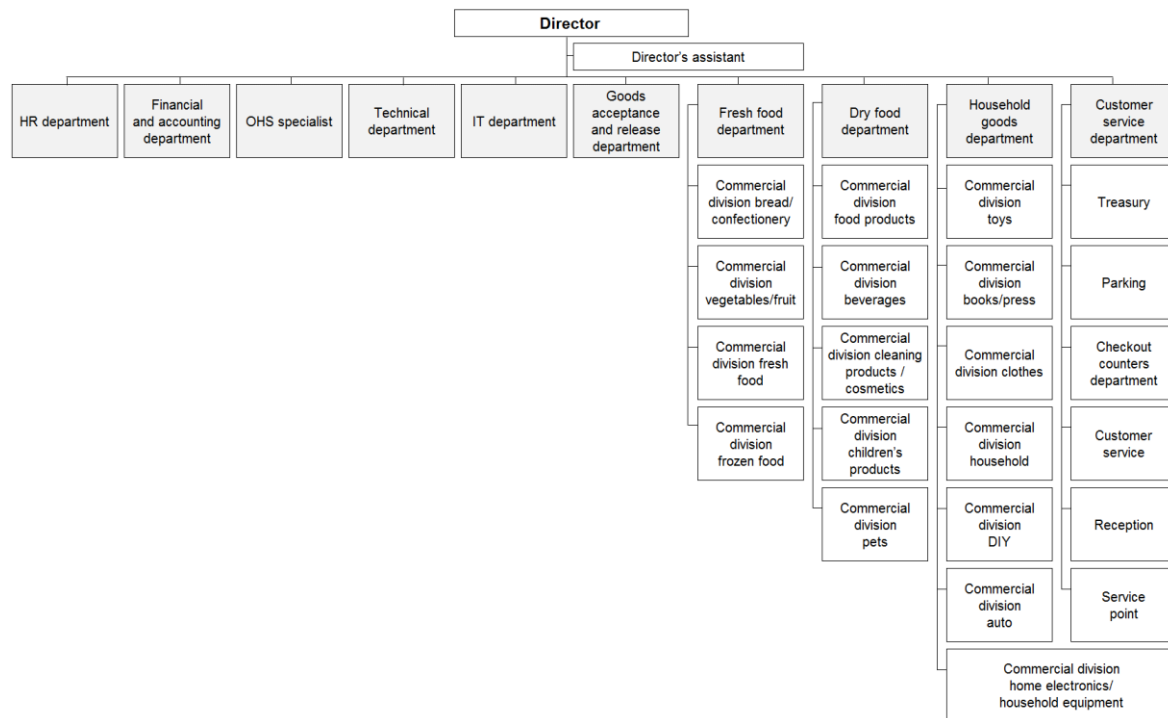 Director
Director's assistant
HR department
Financial
and accounting
department
OHS specialist
Technical
department
IT department
Goods
acceptance
and release
department
Fresh food
department
Dry food
department
Household
goods
department
Customer
service
department
Commercial
division bread/
confectionery
Commercial
division
vegetables/fruit
Commercial
division fresh
food
Commercial
division
frozen food
Commercial
division
food products
Commercial
division
beverages
Commercial
division cleaning
products /
cosmetics
Commercial
division
children's
products
Commercial
division
pets
Commercial
division
toys
Commercial
division
books/press
Commercial
division clothes
Commercial
division
household
Commercial
division
DIY
Commercial
division
auto
Commercial division
home electronics/
household equipment
Treasury
Parking
Checkout
counters
department
Customer
service
Reception
Service
point